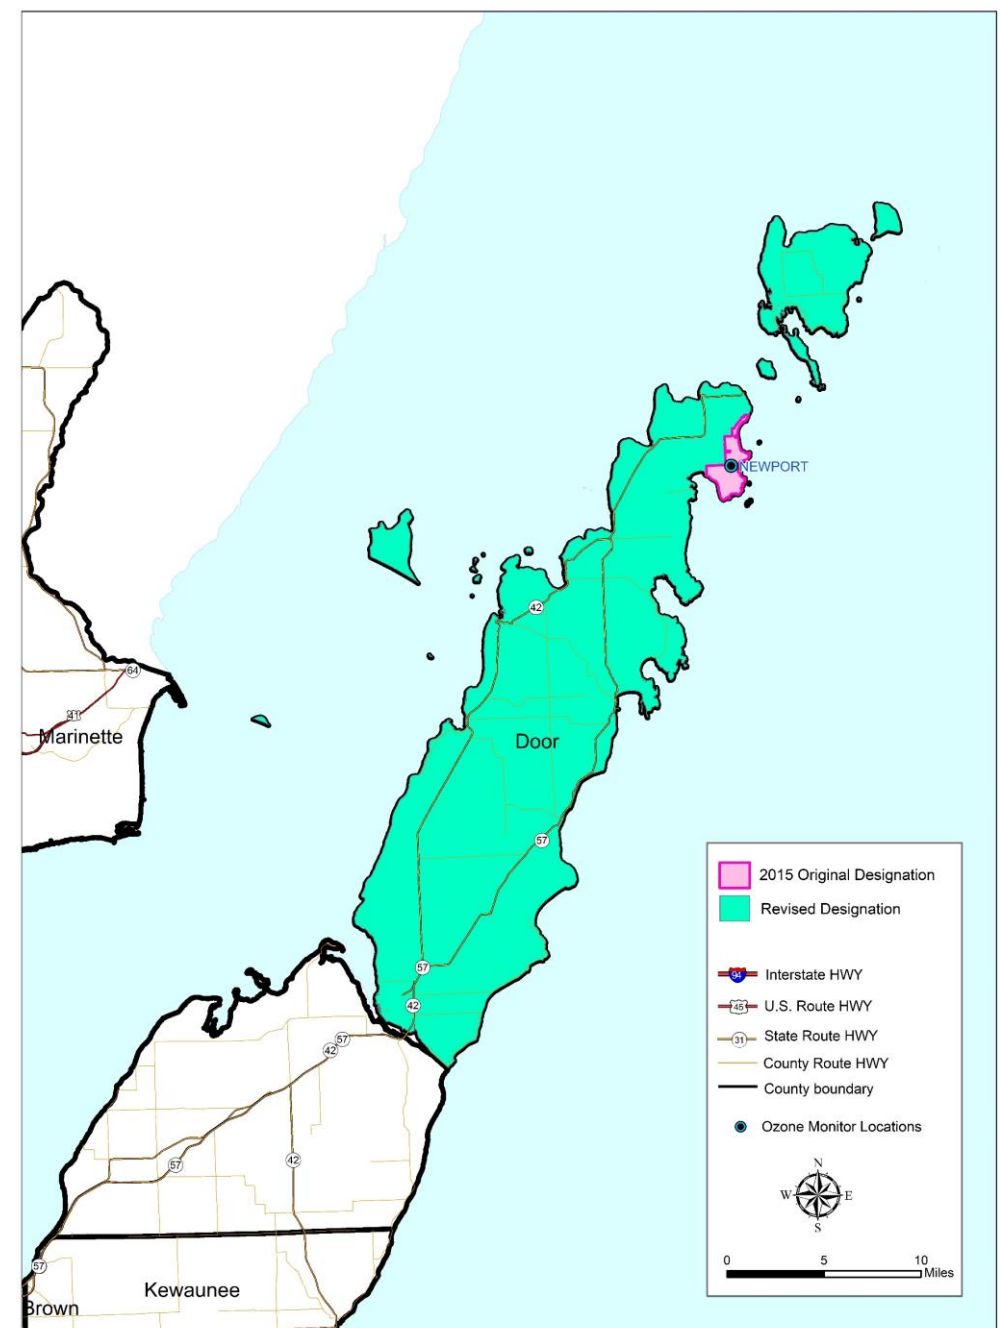 NEWPORT
42
64
41
Marinette
Door
57
57
42
57
42
57
42
57
Kewaunee
Brown
2015 Original Designation
Revised Designation
94 Interstate HWY
45 U.S. Route HWY
31 State Route HWY
County Route HWY
County boundary
Ozone Monitor Locations
N
W E
S
0 5 10
Miles